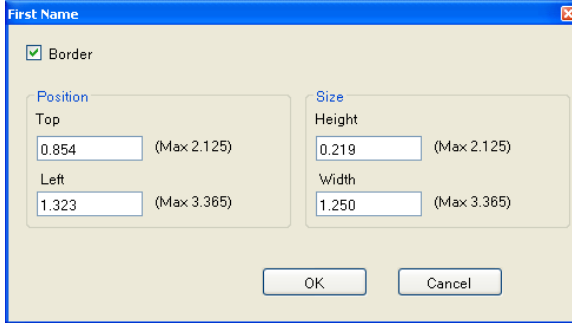 First Name
Border
Position
Top
0.854 (Max 2.125)
Left
1.323 (Max 3.365)
Size
Height
0.219 (Max 2.125)
Width
1.250 (Max 3.365)
OK Cancel